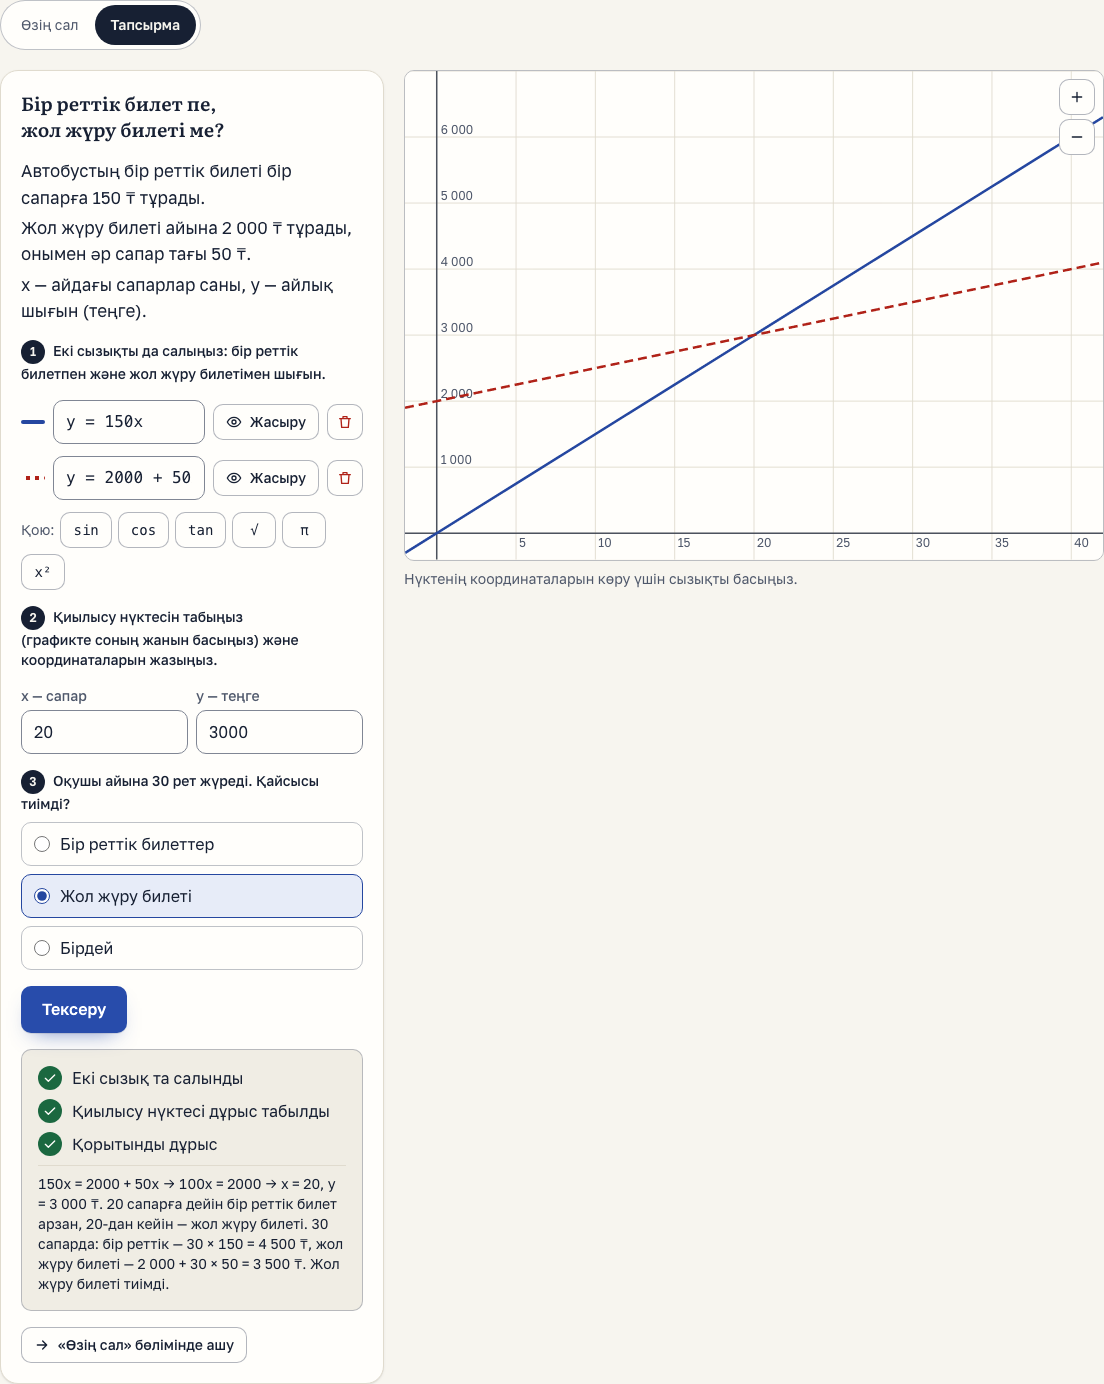 Өзің сал
Тапсырма
Бір реттік билет пе,
жол жүру билеті ме?
Автобустың бір реттік билеті бір
сапарға 150 ₸ тұрады.
Жол жүру билеті айына 2 000 ₸ тұрады,
онымен әр сапар тағы 50 ₸.
x — айдағы сапарлар саны, y — айлық
шығын (теңге).
1 Екі сызықты да салыңыз: бір реттік
билетпен және жол жүру билетімен шығын.
y = 150x
Жасыру
y = 2000 + 50
Жасыру
Қою:
sin
cos
tan
√
π
x²
2 Қиылысу нүктесін табыңыз
(графикте соның жанын басыңыз) және
координаталарын жазыңыз.
x — сапар
y — теңге
20
3000
3 Оқушы айына 30 рет жүреді. Қайсысы
тиімді?
Бір реттік билеттер
Жол жүру билеті
Бірдей
Тексеру
Екі сызық та салынды
Қиылысу нүктесі дұрыс табылды
Қорытынды дұрыс
150x = 2000 + 50x → 100x = 2000 → x = 20, y
= 3 000 ₸. 20 сапарға дейін бір реттік билет
арзан, 20-дан кейін — жол жүру билеті. 30
сапарда: бір реттік — 30 × 150 = 4 500 ₸, жол
жүру билеті — 2 000 + 30 × 50 = 3 500 ₸. Жол
жүру билеті тиімді.
→ «Өзің сал» бөлімінде ашу
+
−
6 000
5 000
4 000
3 000
2 000
1 000
5
10
15
20
25
30
35
40
Нүктенің координаталарын көру үшін сызықты басыңыз.